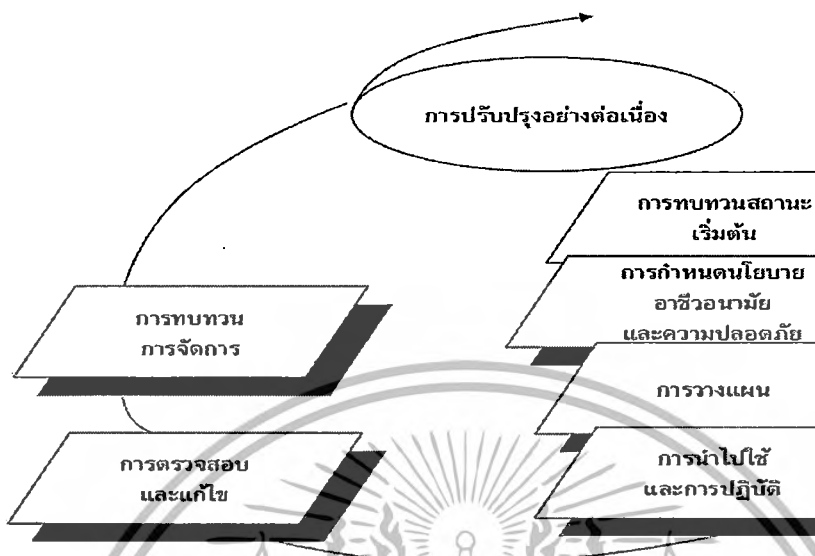 การปรับปรุงอย่างต่อเนื่อง
การทบทวนสถานะ
เริ่มต้น
การกำหนดนโยบาย
อาชีวอนามัย
และความปลอดภัย
การทบทวน
การจัดการ
การวางแผน
การตรวจสอบ
และแก้ไข
การนำไปใช้
และการปฏิบัติ